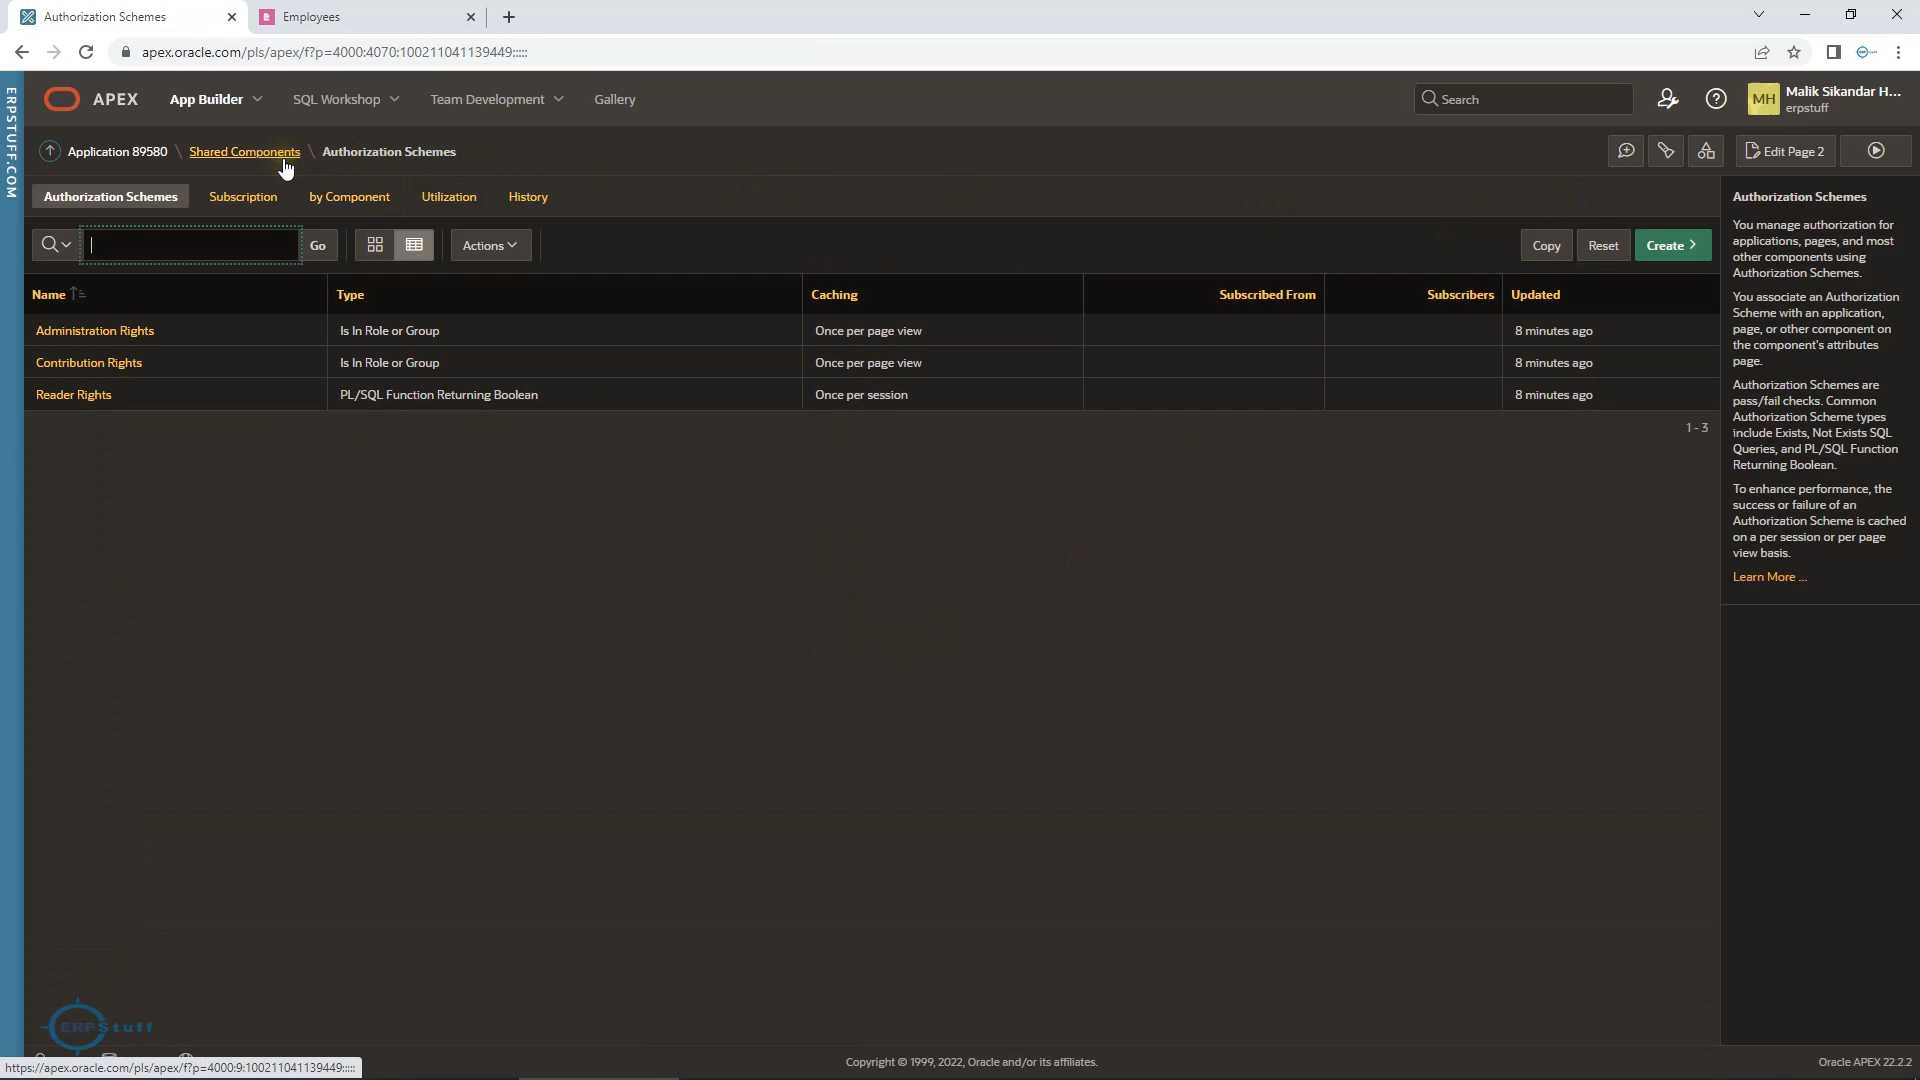 Authorization Schemes
Employees
apex.oracle.com/pls/apex/f?p=4000:4070:100211041139449:::::
ERPSTUFF.COM
APEX
App Builder
SQL Workshop
Team Development
Gallery
Search
MH
Malik Sikandar H...
erpstuff
Application 89580 \ Shared Components \ Authorization Schemes
Edit Page 2
Authorization Schemes
Subscription
by Component
Utilization
History
Go
Actions
Copy
Reset
Create
Name
Type
Caching
Subscribed From
Subscribers
Updated
Administration Rights
Is In Role or Group
Once per page view
8 minutes ago
Contribution Rights
Is In Role or Group
Once per page view
8 minutes ago
Reader Rights
PL/SQL Function Returning Boolean
Once per session
8 minutes ago
1 - 3
Authorization Schemes
You manage authorization for
applications, pages, and most
other components using
Authorization Schemes.
You associate an Authorization
Scheme with an application,
page, or other component on
the component's attributes
page.
Authorization Schemes are
pass/fail checks. Common
Authorization Scheme types
include Exists, Not Exists SQL
Queries, and PL/SQL Function
Returning Boolean.
To enhance performance, the
success or failure of an
Authorization Scheme is cached
on a per session or per page
view basis.
Learn More ...
ERPStuff
https://apex.oracle.com/pls/apex/f?p=4000:9:100211041139449:::::
Copyright © 1999, 2022, Oracle and/or its affiliates.
Oracle APEX 22.2.2